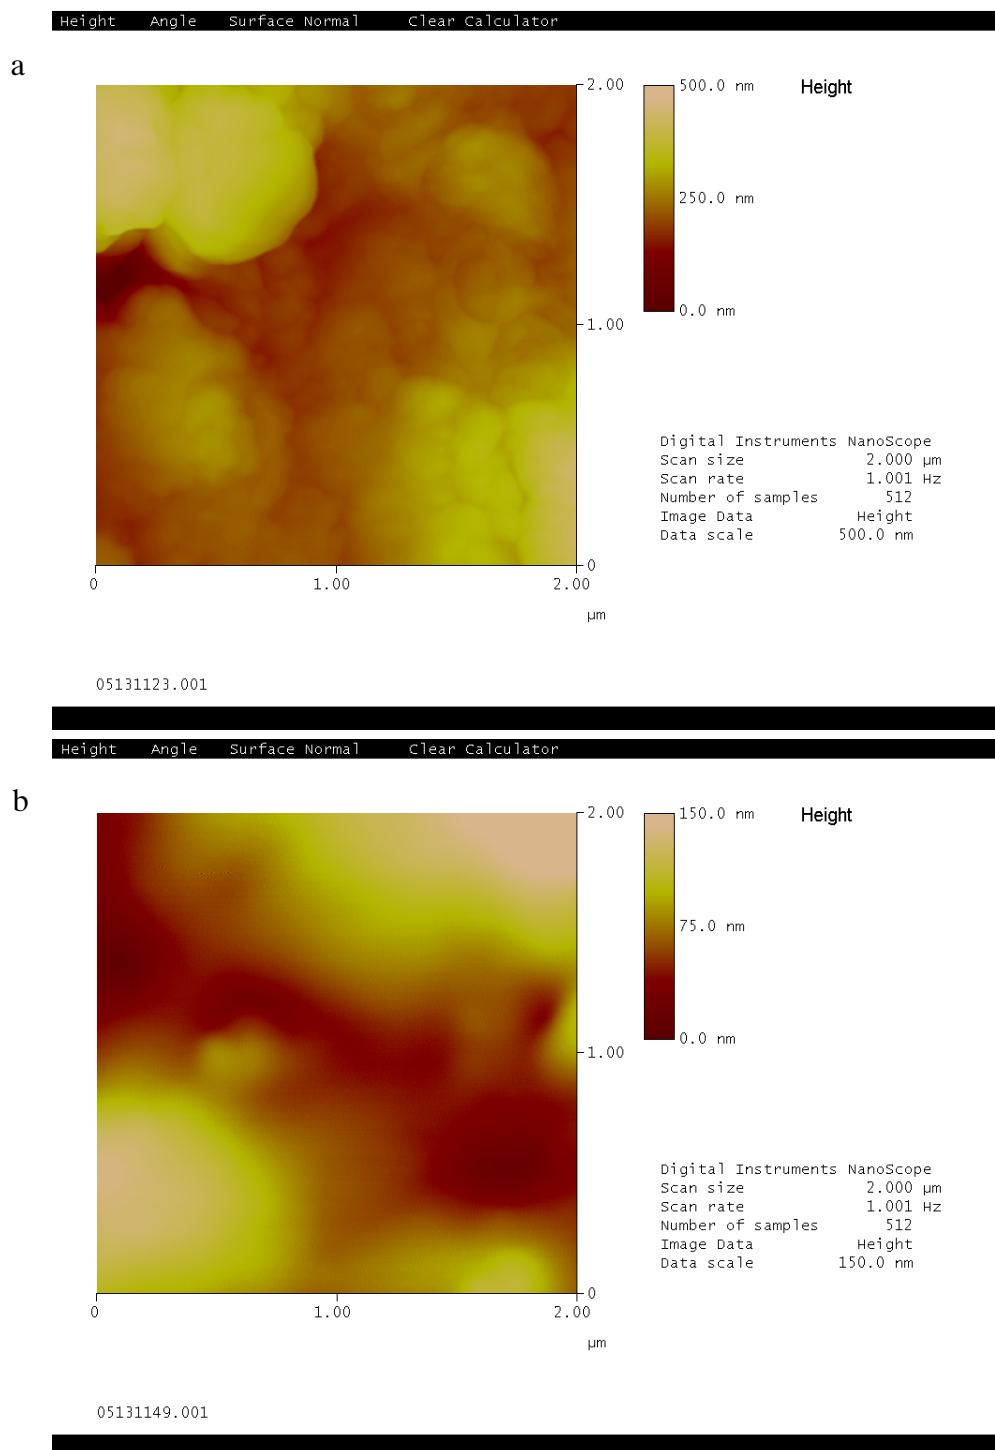 Height Angle Surface Normal Clear Calculator
a
2.00
500.0 nm
Height
250.0 nm
1.00
0.0 nm
Digital Instruments NanoScope
Scan size 2.000 µm
Scan rate 1.001 Hz
Number of samples 512
Image Data Height
Data scale 500.0 nm
0
0 1.00 2.00
µm
05131123.001
Height Angle Surface Normal Clear Calculator
b
2.00
150.0 nm
Height
75.0 nm
1.00
0.0 nm
Digital Instruments NanoScope
Scan size 2.000 µm
Scan rate 1.001 Hz
Number of samples 512
Image Data Height
Data scale 150.0 nm
0
0 1.00 2.00
µm
05131149.001